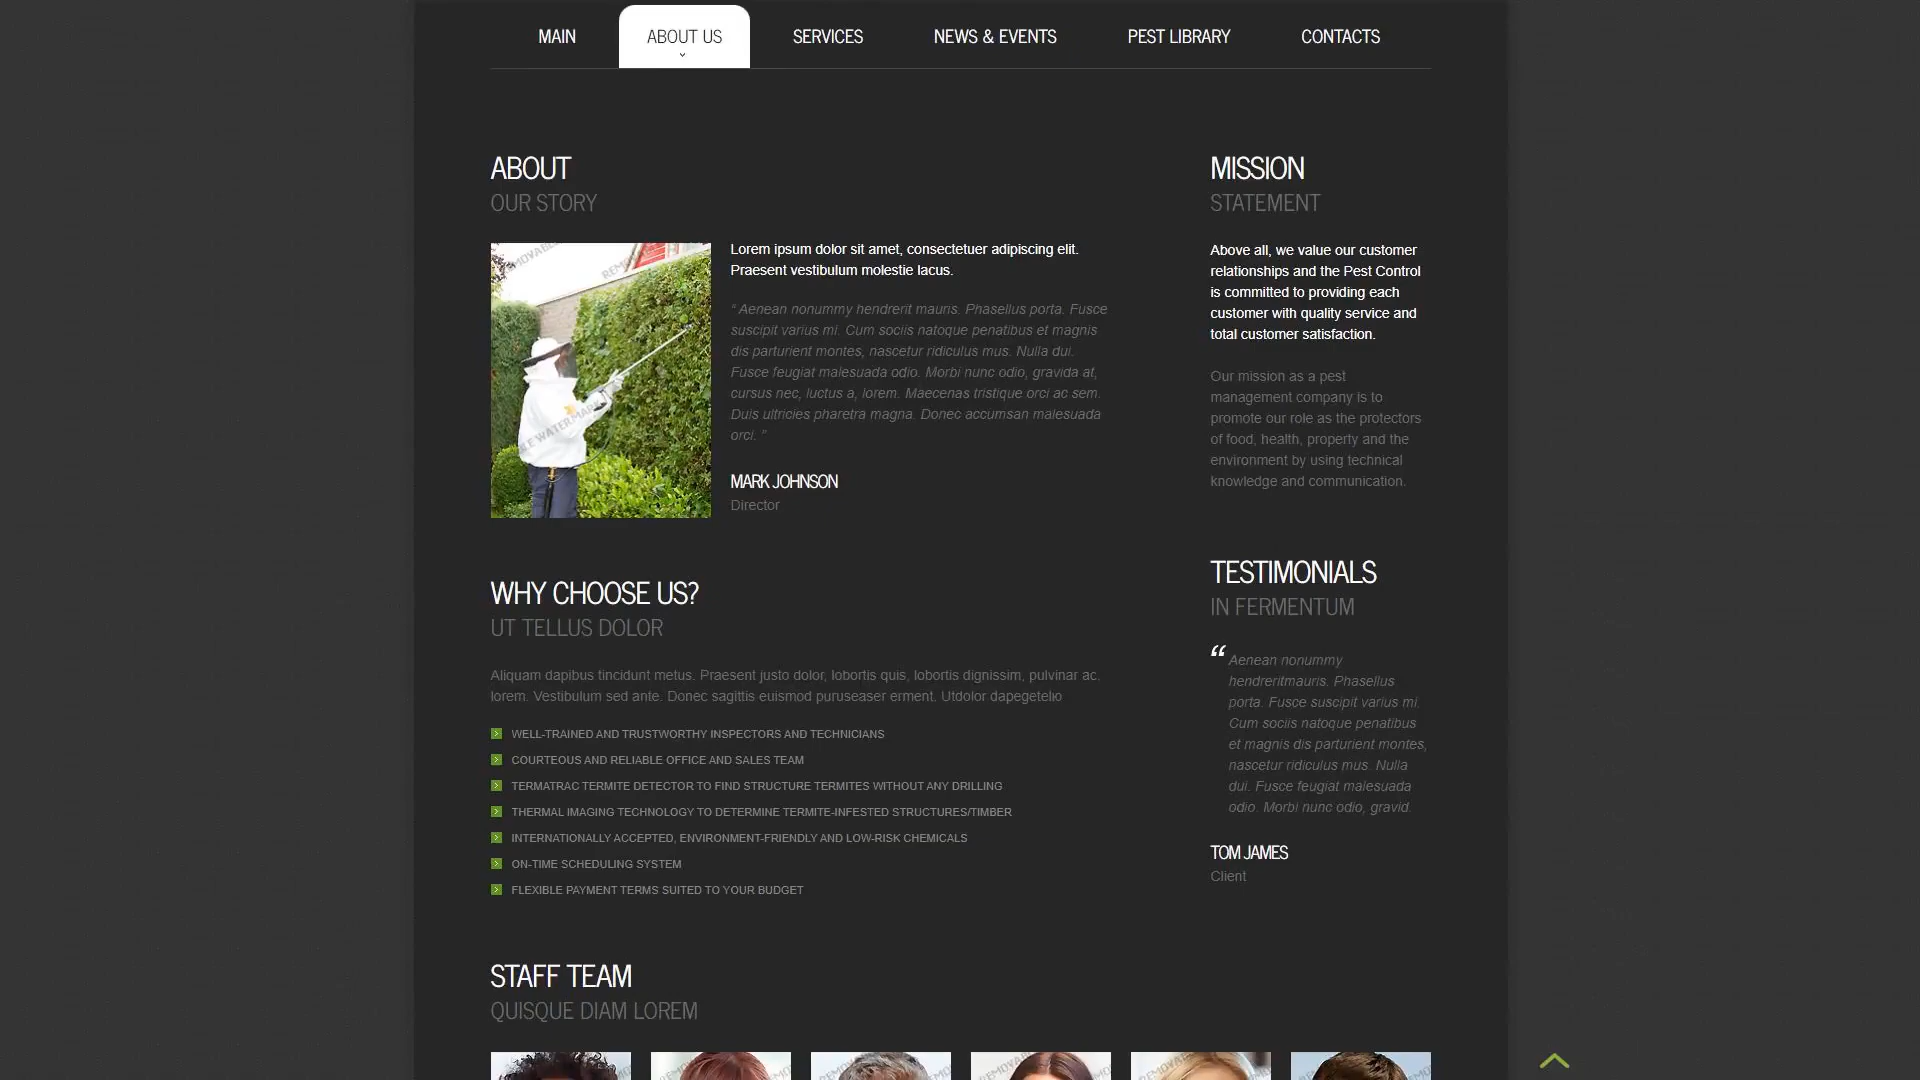 MAIN
ABOUT US
SERVICES
NEWS & EVENTS
PEST LIBRARY
CONTACTS
ABOUT
OUR STORY
Lorem ipsum dolor sit amet, consectetuer adipiscing elit.
Praesent vestibulum molestie lacus.
“ Aenean nonummy hendrerit mauris. Phasellus porta. Fusce
suscipit varius mi. Cum sociis natoque penatibus et magnis
dis parturient montes, nascetur ridiculus mus. Nulla dui.
Fusce feugiat malesuada odio. Morbi nunc odio, gravida at,
cursus nec, luctus a, lorem. Maecenas tristique orci ac sem.
Duis ultricies pharetra magna. Donec accumsan malesuada
orci. ”
MARK JOHNSON
Director
WHY CHOOSE US?
UT TELLUS DOLOR
Aliquam dapibus tincidunt metus. Praesent justo dolor, lobortis quis, lobortis dignissim, pulvinar ac.
lorem. Vestibulum sed ante. Donec sagittis euismod puruseaser erment. Utdolor dapegetelio
WELL-TRAINED AND TRUSTWORTHY INSPECTORS AND TECHNICIANS
COURTEOUS AND RELIABLE OFFICE AND SALES TEAM
TERMATRAC TERMITE DETECTOR TO FIND STRUCTURE TERMITES WITHOUT ANY DRILLING
THERMAL IMAGING TECHNOLOGY TO DETERMINE TERMITE-INFESTED STRUCTURES/TIMBER
INTERNATIONALLY ACCEPTED, ENVIRONMENT-FRIENDLY AND LOW-RISK CHEMICALS
ON-TIME SCHEDULING SYSTEM
FLEXIBLE PAYMENT TERMS SUITED TO YOUR BUDGET
STAFF TEAM
QUISQUE DIAM LOREM
MISSION
STATEMENT
Above all, we value our customer
relationships and the Pest Control
is committed to providing each
customer with quality service and
total customer satisfaction.
Our mission as a pest
management company is to
promote our role as the protectors
of food, health, property and the
environment by using technical
knowledge and communication.
TESTIMONIALS
IN FERMENTUM
“ Aenean nonummy
hendreritmauris. Phasellus
porta. Fusce suscipit varius mi.
Cum sociis natoque penatibus
et magnis dis parturient montes,
nascetur ridiculus mus. Nulla
dui. Fusce feugiat malesuada
odio. Morbi nunc odio, gravid.
TOM JAMES
Client